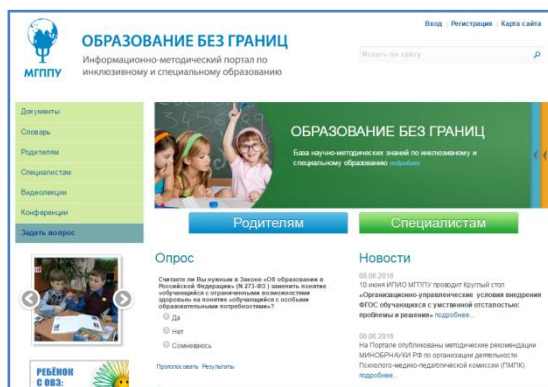 Вход | Регистрация | Карта сайта
МГППУ
ОБРАЗОВАНИЕ БЕЗ ГРАНИЦ
Информационно-методический портал по
инклюзивному и специальному образованию
Искать по сайту
Документы
Словарь
Родителям
Специалистам
Видеолекции
Конференции
Задать вопрос
ОБРАЗОВАНИЕ БЕЗ ГРАНИЦ
База научно-методических знаний по инклюзивному и
специальному образованию подробнее
Родителям
Специалистам
Опрос
Считаете ли Вы нужным в Законе «Об образовании в
Российской Федерации» (N 273-ФЗ ) заменить понятие
«обучающийся с ограниченными возможностями
здоровья» на понятие «обучающийся с особыми
образовательными потребностями»?
Да
Нет
Сомневаюсь
Проголосовать Результаты
Новости
08.06.2016
10 июня ИПИО МГППУ проводит Круглый стол
«Организационно-управленческие условия внедрения
ФГОС обучающихся с умственной отсталостью:
проблемы и решения» подробнее...
08.06.2016
На Портале опубликованы методические рекомендации
МИНОБРНАУКИ РФ по организации деятельности
Психолого-медико-педагогической комиссии (ПМПК)
подробнее...
РЕБЁНОК
С ОВЗ: